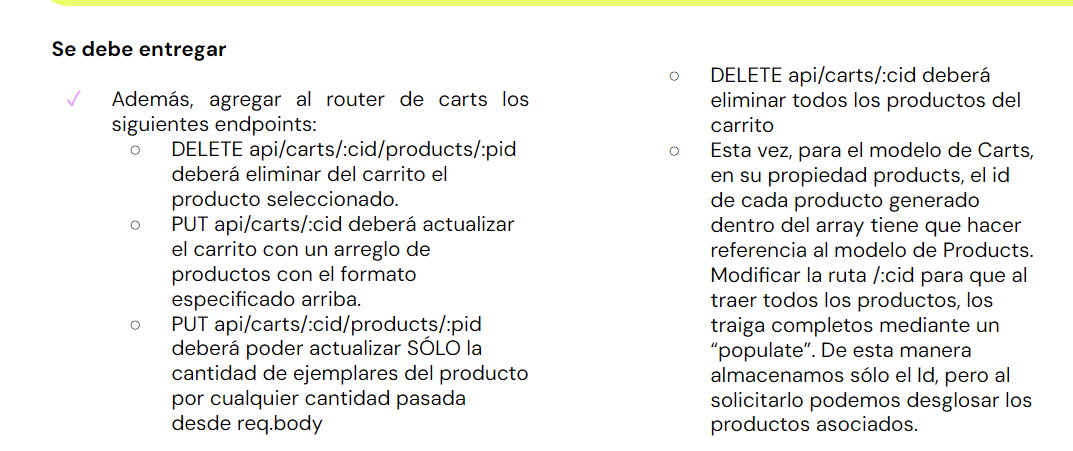 Se debe entregar
✓ Además, agregar al router de carts los
siguientes endpoints:
○ DELETE api/carts/:cid/products/:pid
deberá eliminar del carrito el
producto seleccionado.
○ PUT api/carts/:cid deberá actualizar
el carrito con un arreglo de
productos con el formato
especificado arriba.
○ PUT api/carts/:cid/products/:pid
deberá poder actualizar SÓLO la
cantidad de ejemplares del producto
por cualquier cantidad pasada
desde req.body
○ DELETE api/carts/:cid deberá
eliminar todos los productos del
carrito
○ Esta vez, para el modelo de Carts,
en su propiedad products, el id
de cada producto generado
dentro del array tiene que hacer
referencia al modelo de Products.
Modificar la ruta /:cid para que al
traer todos los productos, los
traiga completos mediante un
“populate”. De esta manera
almacenamos sólo el Id, pero al
solicitarlo podemos desglosar los
productos asociados.